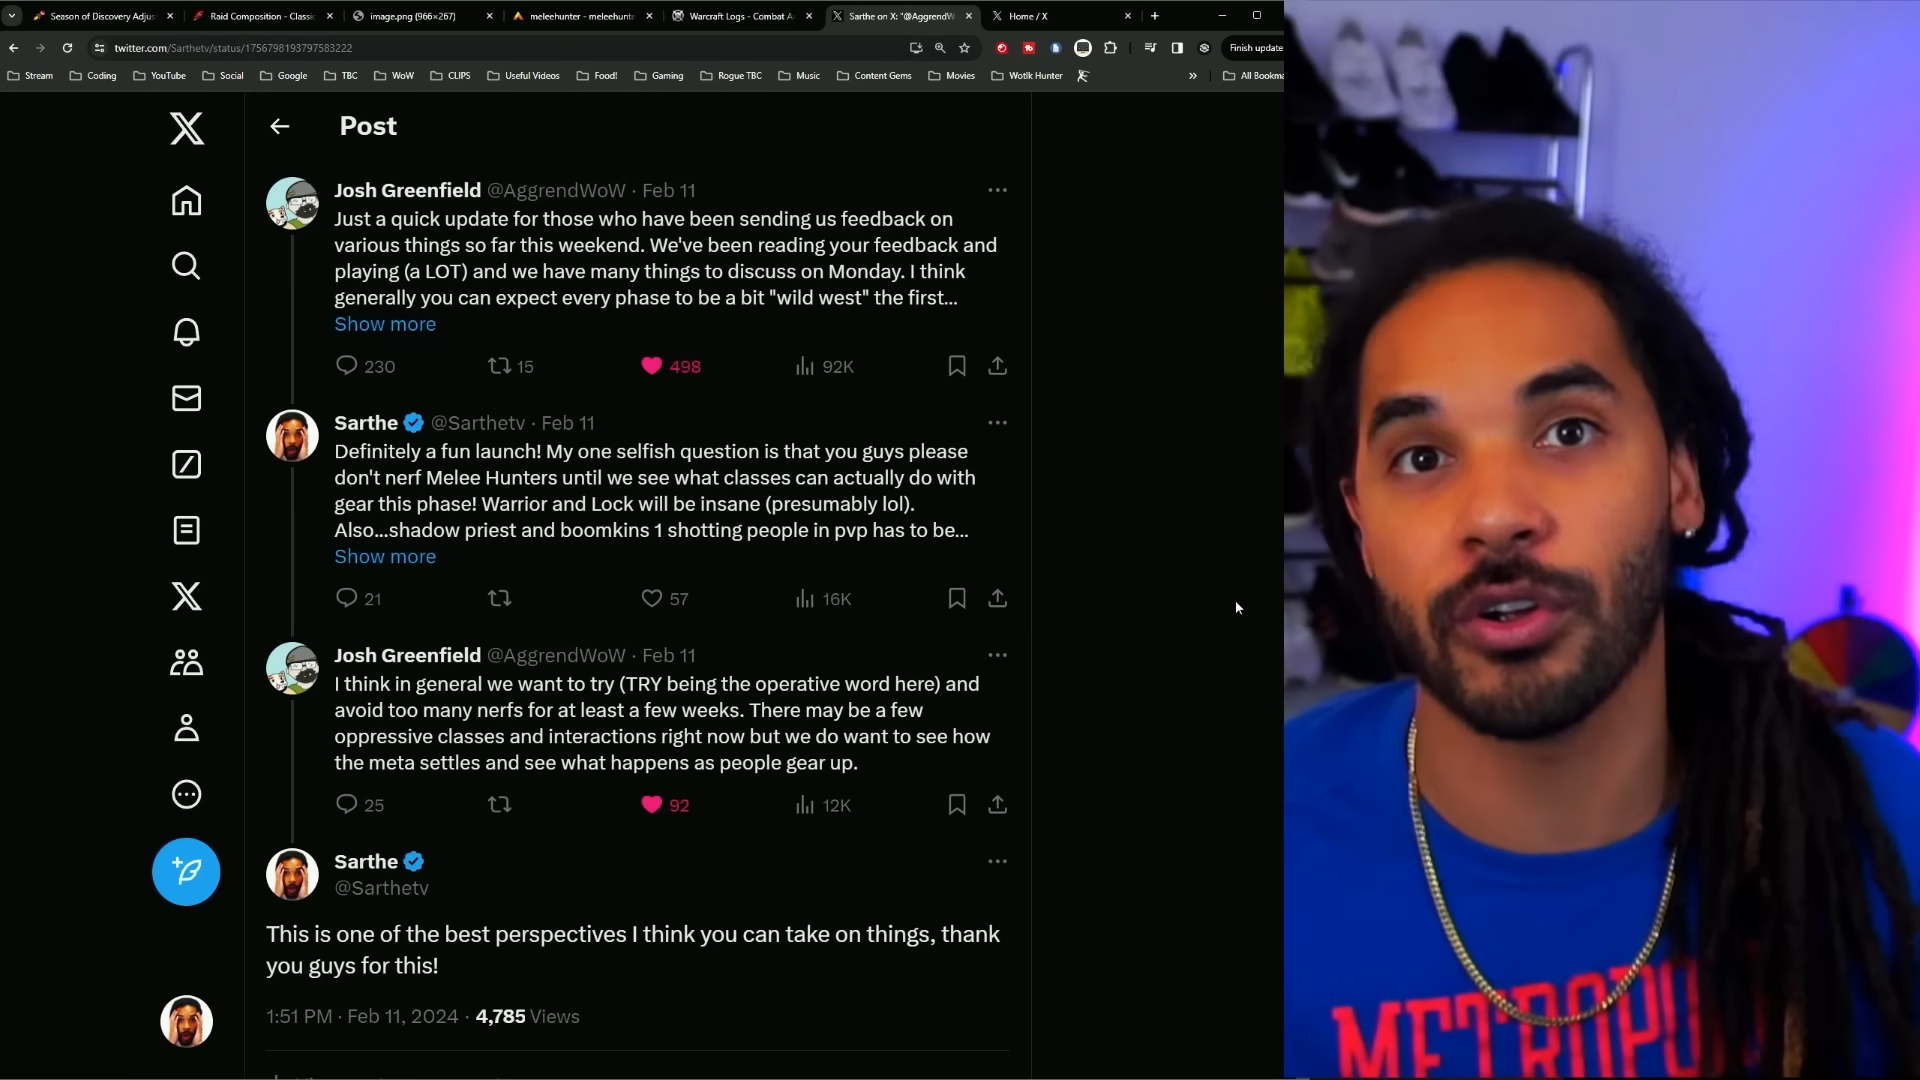 Season of Discovery Adjus
Raid Composition - Classic
image.png (966×267)
meleehunter - meleehunte
Warcraft Logs - Combat A
Sarthe on X: "@AggrendW
Home / X
twitter.com/Sarthetv/status/1756798193797583222
Finish update
Stream
Coding
YouTube
Social
Google
TBC
WoW
CLIPS
Useful Videos
Food!
Gaming
Rogue TBC
Music
Content Gems
Movies
Wotlk Hunter
»
All Bookma
Post
Josh Greenfield @AggrendWoW · Feb 11
Just a quick update for those who have been sending us feedback on
various things so far this weekend. We've been reading your feedback and
playing (a LOT) and we have many things to discuss on Monday. I think
generally you can expect every phase to be a bit "wild west" the first...
Show more
230 15 498 92K
Sarthe @Sarthetv · Feb 11
Definitely a fun launch! My one selfish question is that you guys please
don't nerf Melee Hunters until we see what classes can actually do with
gear this phase! Warrior and Lock will be insane (presumably lol).
Also...shadow priest and boomkins 1 shotting people in pvp has to be...
Show more
21 57 16K
Josh Greenfield @AggrendWoW · Feb 11
I think in general we want to try (TRY being the operative word here) and
avoid too many nerfs for at least a few weeks. There may be a few
oppressive classes and interactions right now but we do want to see how
the meta settles and see what happens as people gear up.
25 92 12K
Sarthe
@Sarthetv
This is one of the best perspectives I think you can take on things, thank
you guys for this!
1:51 PM · Feb 11, 2024 · 4,785 Views
METROPO